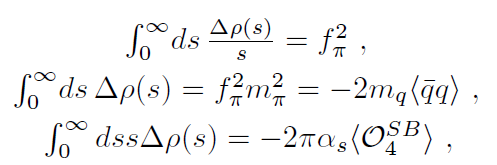 ∫₀^∞ ds Δρ(s)/s = f_π² ,
∫₀^∞ ds Δρ(s) = f_π² m_π² = −2m_q⟨q̄q⟩ ,
∫₀^∞ dss Δρ(s) = −2πα_s⟨𝒪₄^{SB}⟩ ,